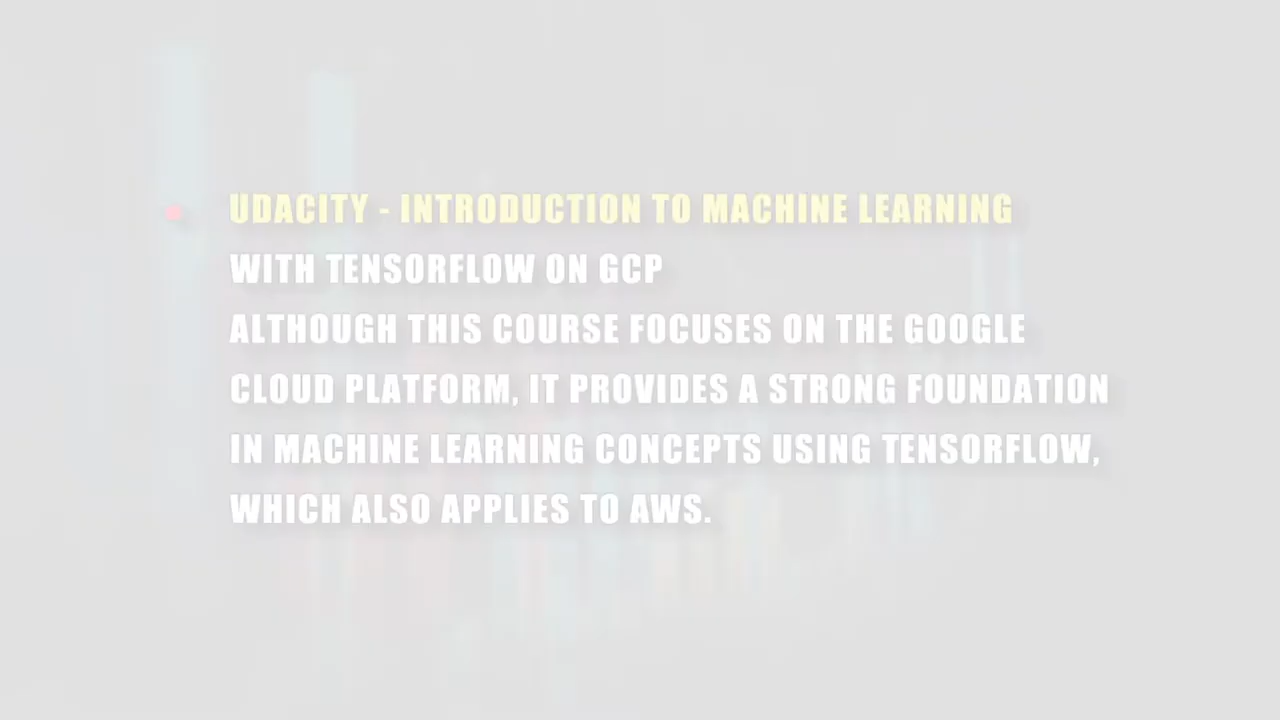 UDACITY - INTRODUCTION TO MACHINE LEARNING
WITH TENSORFLOW ON GCP
ALTHOUGH THIS COURSE FOCUSES ON THE GOOGLE
CLOUD PLATFORM, IT PROVIDES A STRONG FOUNDATION
IN MACHINE LEARNING CONCEPTS USING TENSORFLOW,
WHICH ALSO APPLIES TO AWS.